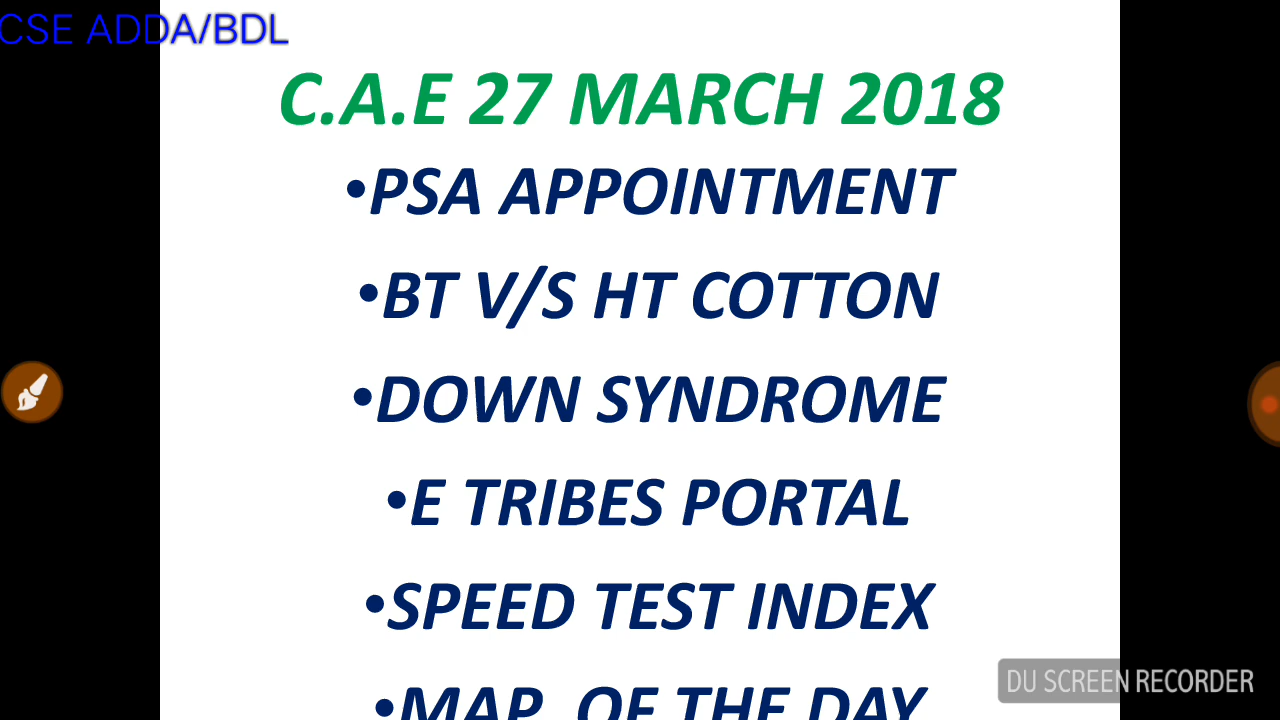 CSE ADDA/BDL
C.A.E 27 MARCH 2018
•PSA APPOINTMENT
•BT V/S HT COTTON
•DOWN SYNDROME
•E TRIBES PORTAL
•SPEED TEST INDEX
•MAP OF THE DAY
DU SCREEN RECORDER